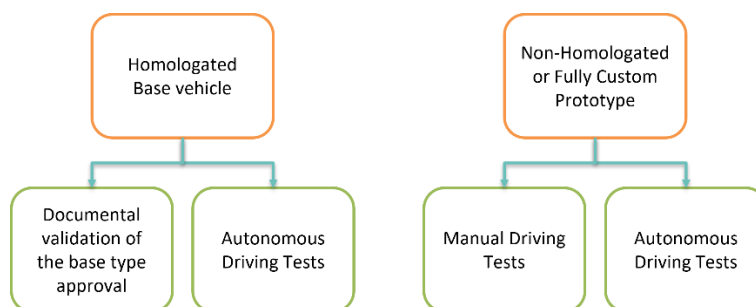 Homologated
Base vehicle
Non-Homologated
or Fully Custom
Prototype
Documental
validation of
the base type
approval
Autonomous
Driving Tests
Manual Driving
Tests
Autonomous
Driving Tests